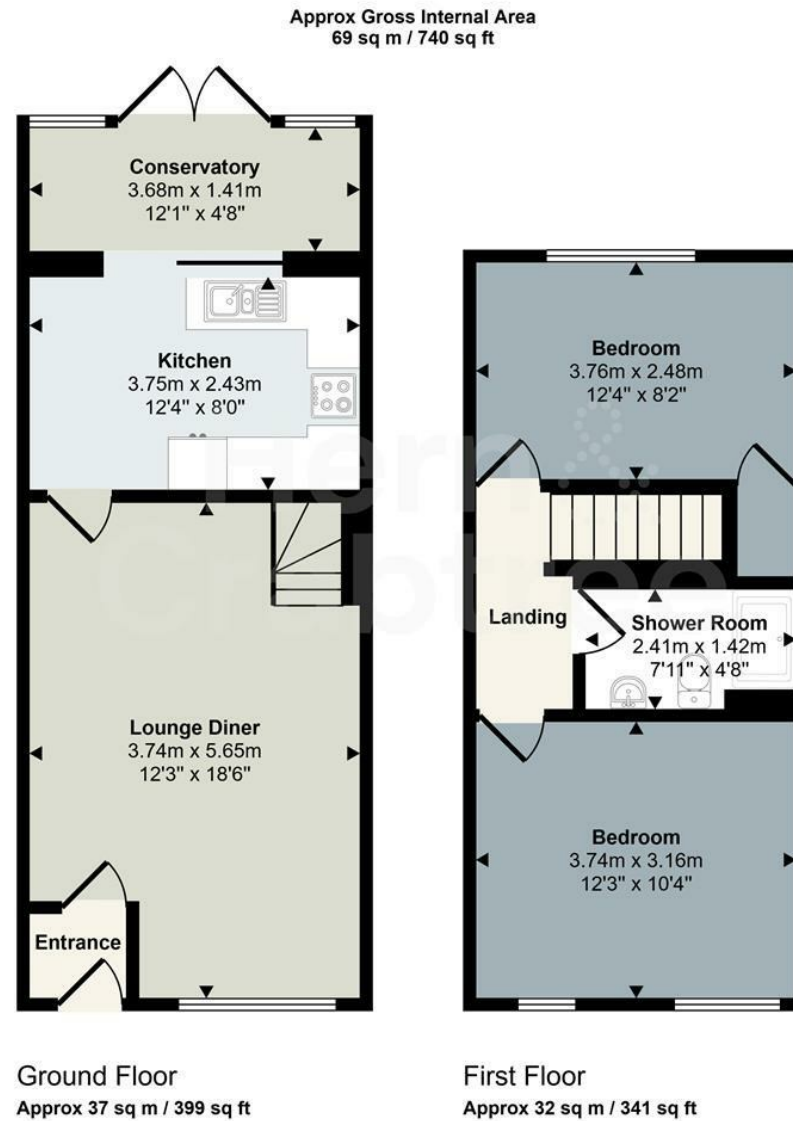 Approx Gross Internal Area
69 sq m / 740 sq ft
Conservatory
3.68m x 1.41m
12'1" x 4'8"
Kitchen
3.75m x 2.43m
12'4" x 8'0"
Lounge Diner
3.74m x 5.65m
12'3" x 18'6"
Entrance
Ground Floor
Approx 37 sq m / 399 sq ft
Bedroom
3.76m x 2.48m
12'4" x 8'2"
Landing
Shower Room
2.41m x 1.42m
7'11" x 4'8"
Bedroom
3.74m x 3.16m
12'3" x 10'4"
First Floor
Approx 32 sq m / 341 sq ft
Hern &
Crabtree